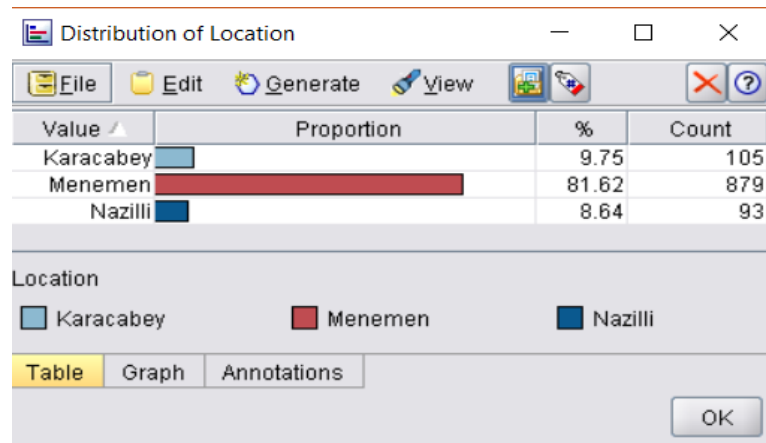 Distribution of Location
File Edit Generate View
Value Proportion % Count
Karacabey 9.75 105
Menemen 81.62 879
Nazilli 8.64 93
Location
Karacabey Menemen Nazilli
Table Graph Annotations
OK